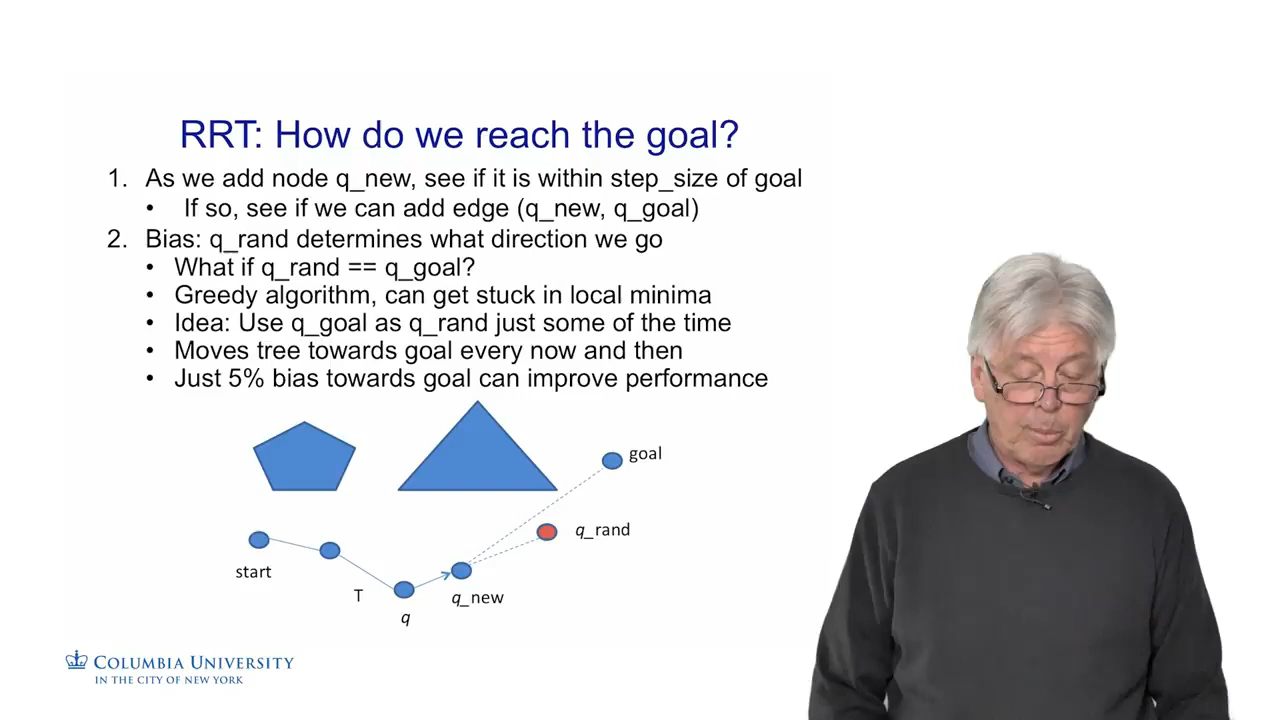 RRT: How do we reach the goal?
1. As we add node q_new, see if it is within step_size of goal
• If so, see if we can add edge (q_new, q_goal)
2. Bias: q_rand determines what direction we go
• What if q_rand == q_goal?
• Greedy algorithm, can get stuck in local minima
• Idea: Use q_goal as q_rand just some of the time
• Moves tree towards goal every now and then
• Just 5% bias towards goal can improve performance
goal
q_rand
start
T
q_new
q
COLUMBIA UNIVERSITY
IN THE CITY OF NEW YORK